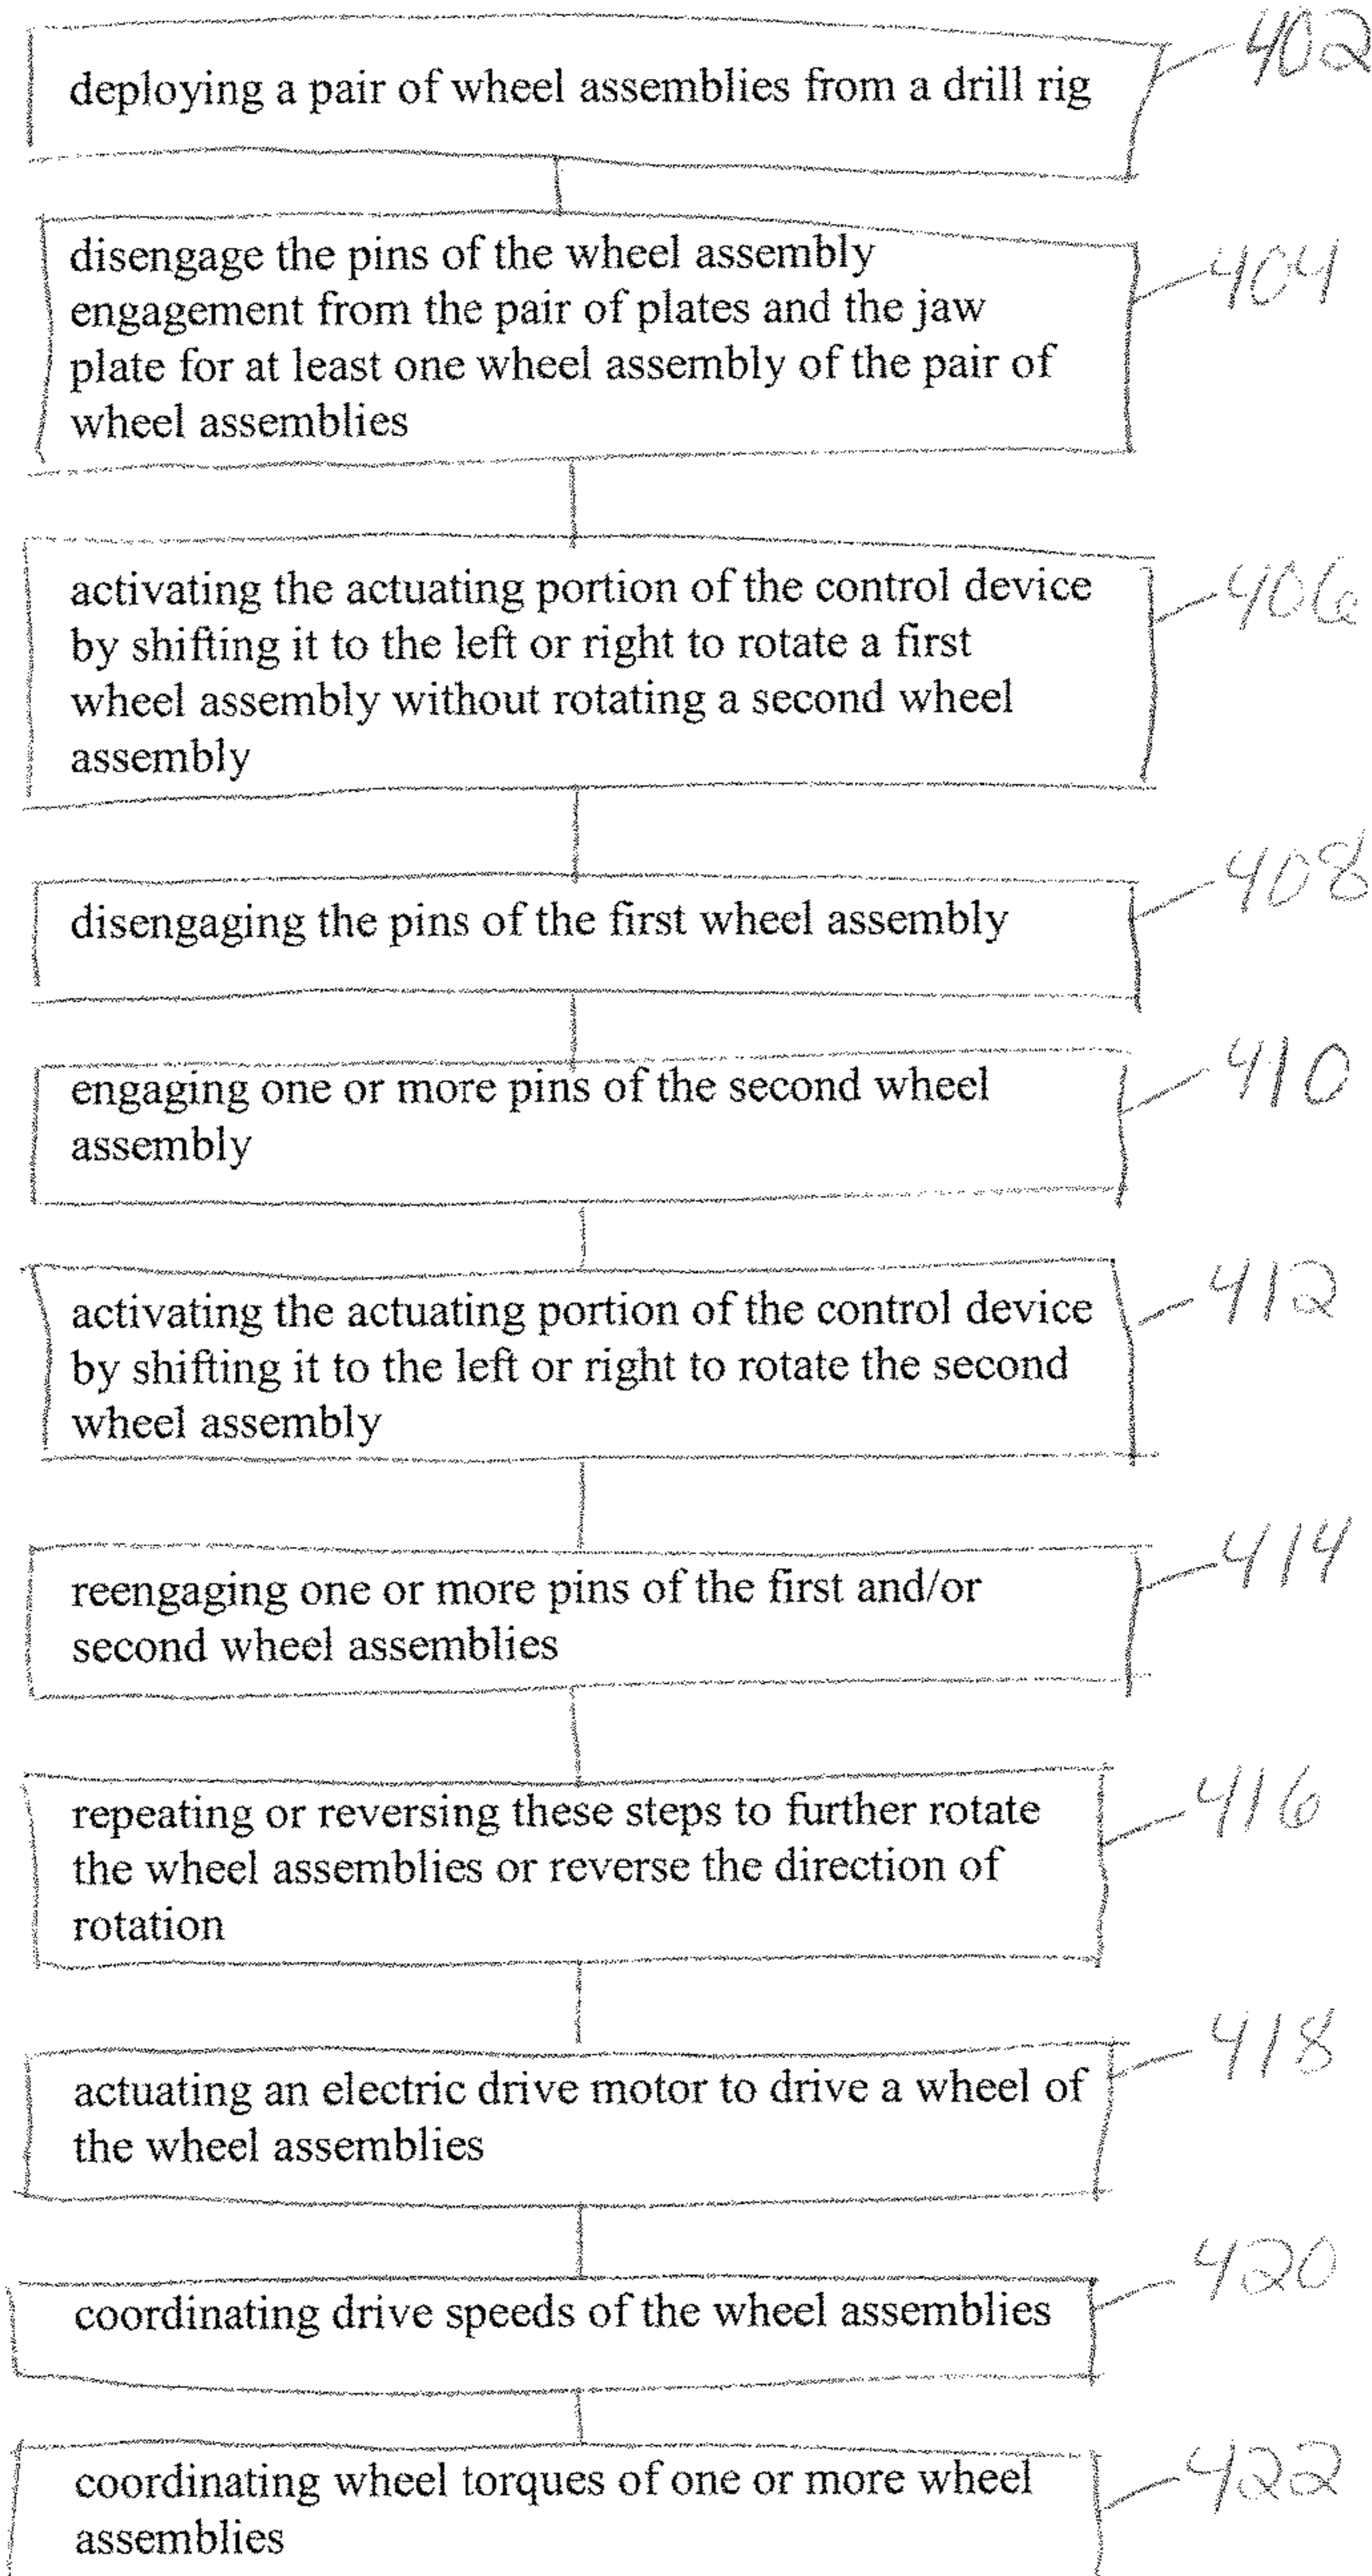 deploying a pair of wheel assemblies from a drill rig
402
disengage the pins of the wheel assembly
engagement from the pair of plates and the jaw
plate for at least one wheel assembly of the pair of
wheel assemblies
404
activating the actuating portion of the control device
by shifting it to the left or right to rotate a first
wheel assembly without rotating a second wheel
assembly
406
disengaging the pins of the first wheel assembly
408
engaging one or more pins of the second wheel
assembly
410
activating the actuating portion of the control device
by shifting it to the left or right to rotate the second
wheel assembly
412
reengaging one or more pins of the first and/or
second wheel assemblies
414
repeating or reversing these steps to further rotate
the wheel assemblies or reverse the direction of
rotation
416
actuating an electric drive motor to drive a wheel of
the wheel assemblies
418
coordinating drive speeds of the wheel assemblies
420
coordinating wheel torques of one or more wheel
assemblies
422